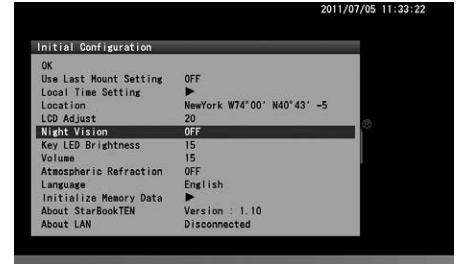 2011/07/05 11:33:22
Initial Configuration
OK
Use Last Mount Setting OFF
Local Time Setting ▶
Location NewYork W74°00′ N40°43′ -5
LCD Adjust 20
Night Vision OFF
Key LED Brightness 15
Volume 15
Atmospheric Refraction OFF
Language English
Initialize Memory Data ▶
About StarBookTEN Version : 1.10
About LAN Disconnected
®